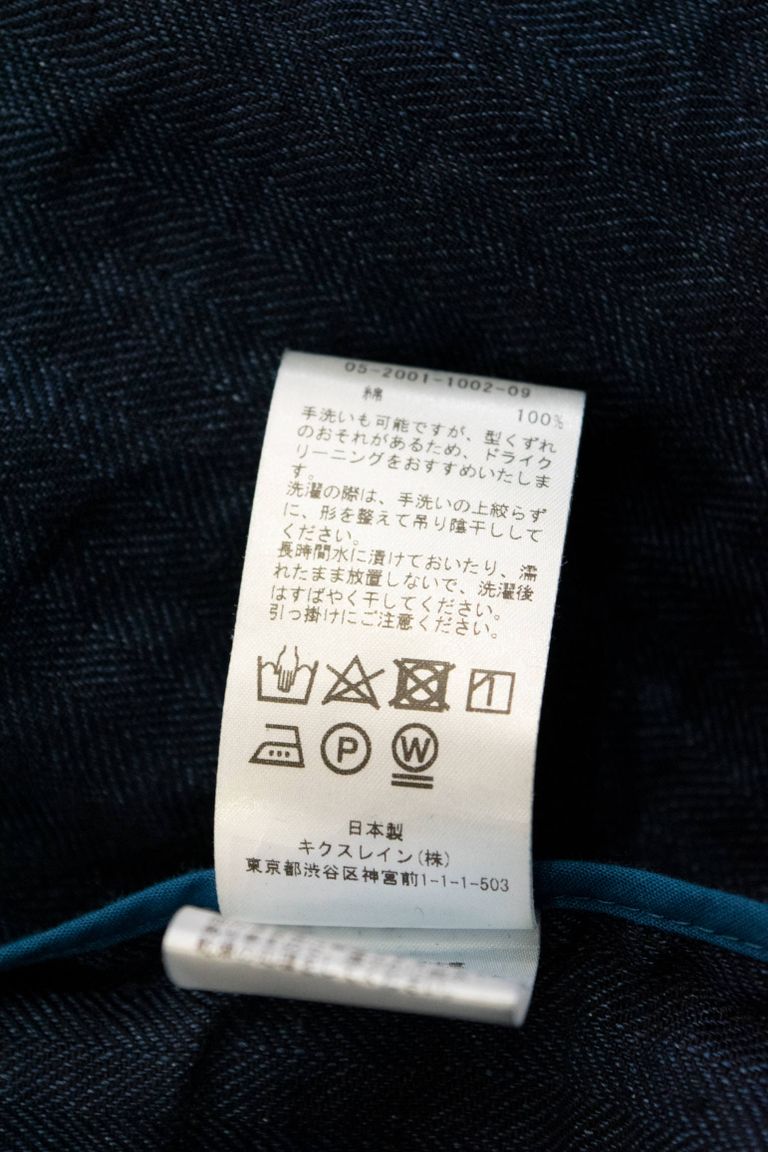 05-2001-1002-09
綿 100%
手洗いも可能ですが、型くずれ
のおそれがあるため、ドライク
リーニングをおすすめいたしま
す。
洗濯の際は、手洗いの上絞らず
に、形を整えて吊り陰干しして
ください。
長時間水に漬けておいたり、濡
れたまま放置しないで、洗濯後
はすばやく干してください。
引っ掛けにご注意ください。
P W
日本製
キクスレイン(株)
東京都渋谷区神宮前1-1-1-503